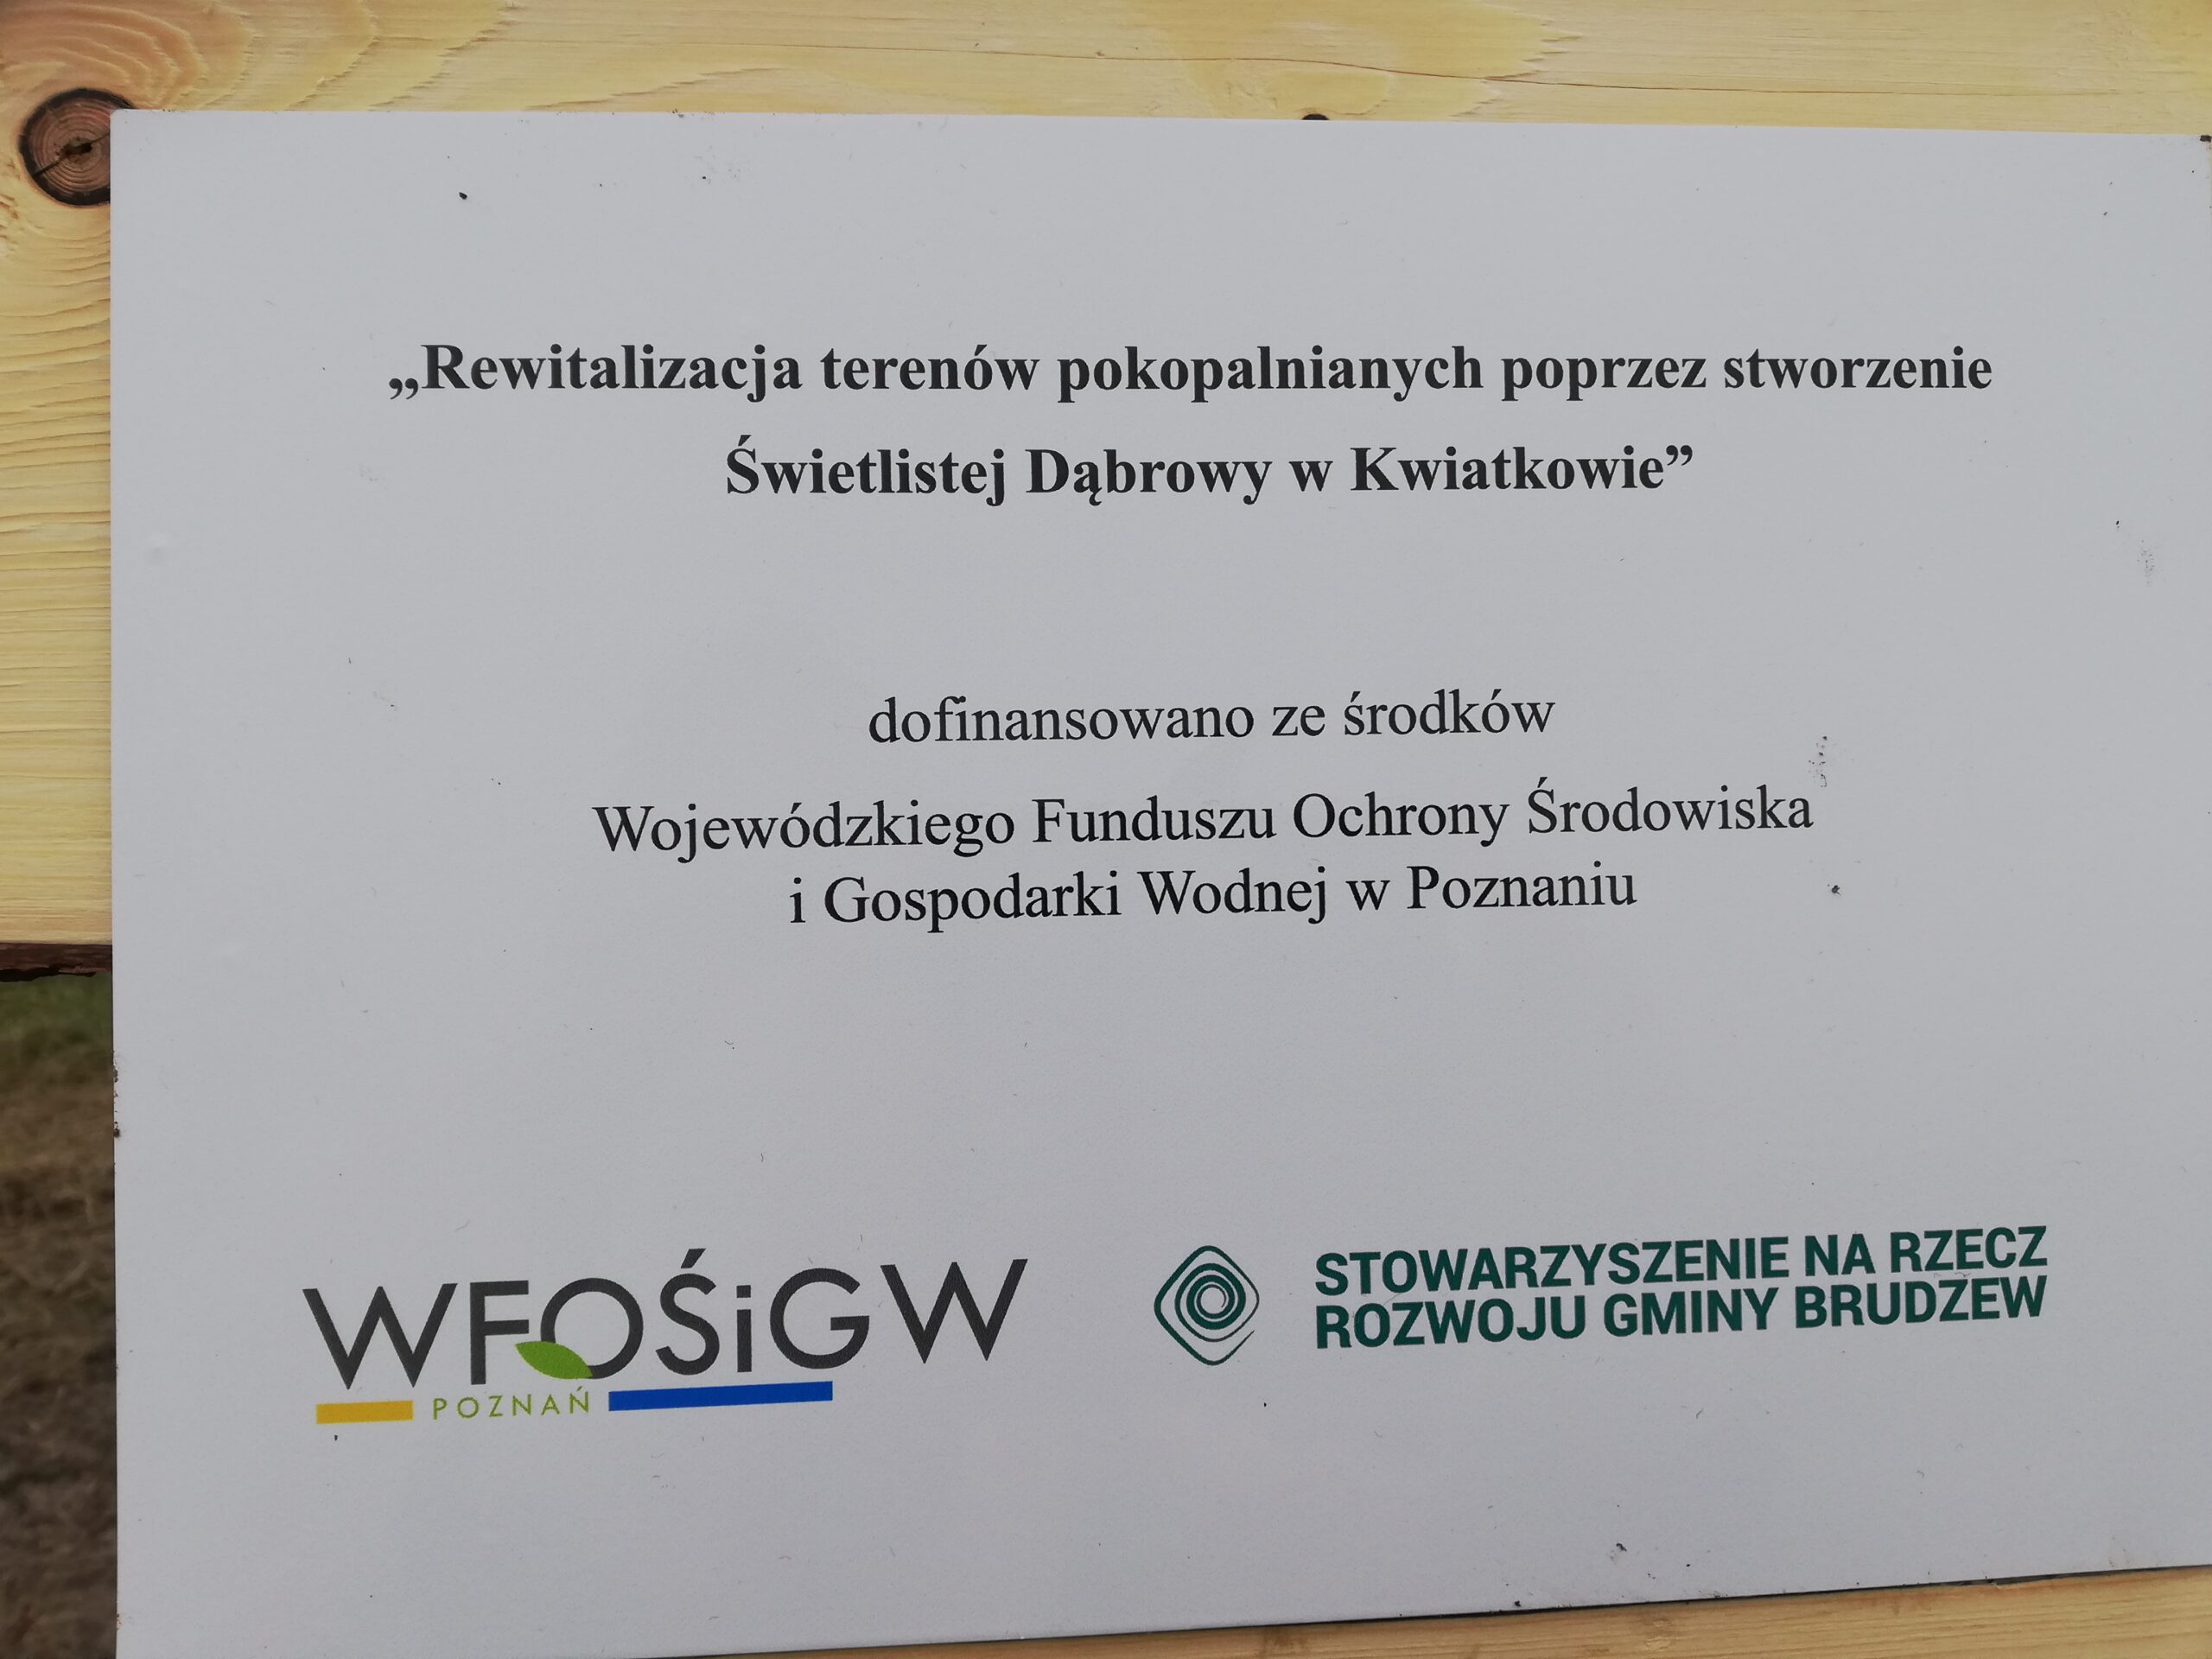 „Rewitalizacja terenów pokopalnianych poprzez stworzenie
Świetlistej Dąbrowy w Kwiatkowie”
dofinansowano ze środków
Wojewódzkiego Funduszu Ochrony Środowiska
i Gospodarki Wodnej w Poznaniu
WFOŚiGW
POZNAŃ
STOWARZYSZENIE NA RZECZ
ROZWOJU GMINY BRUDZEW